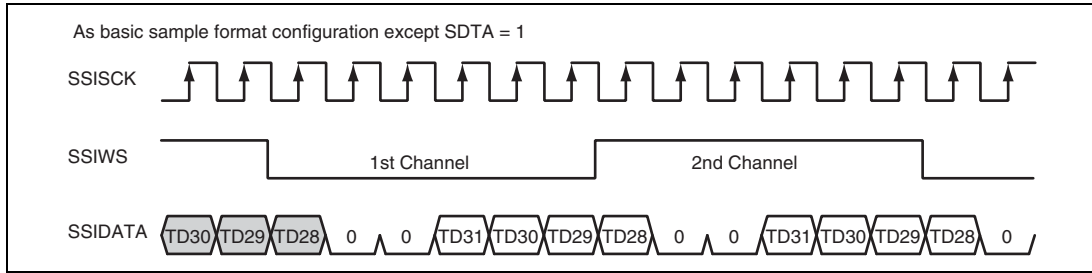 As basic sample format configuration except SDTA = 1
SSISCK
SSIWS 1st Channel 2nd Channel
SSIDATA TD30 TD29 TD28 0 0 TD31 TD30 TD29 TD28 0 0 TD31 TD30 TD29 TD28 0